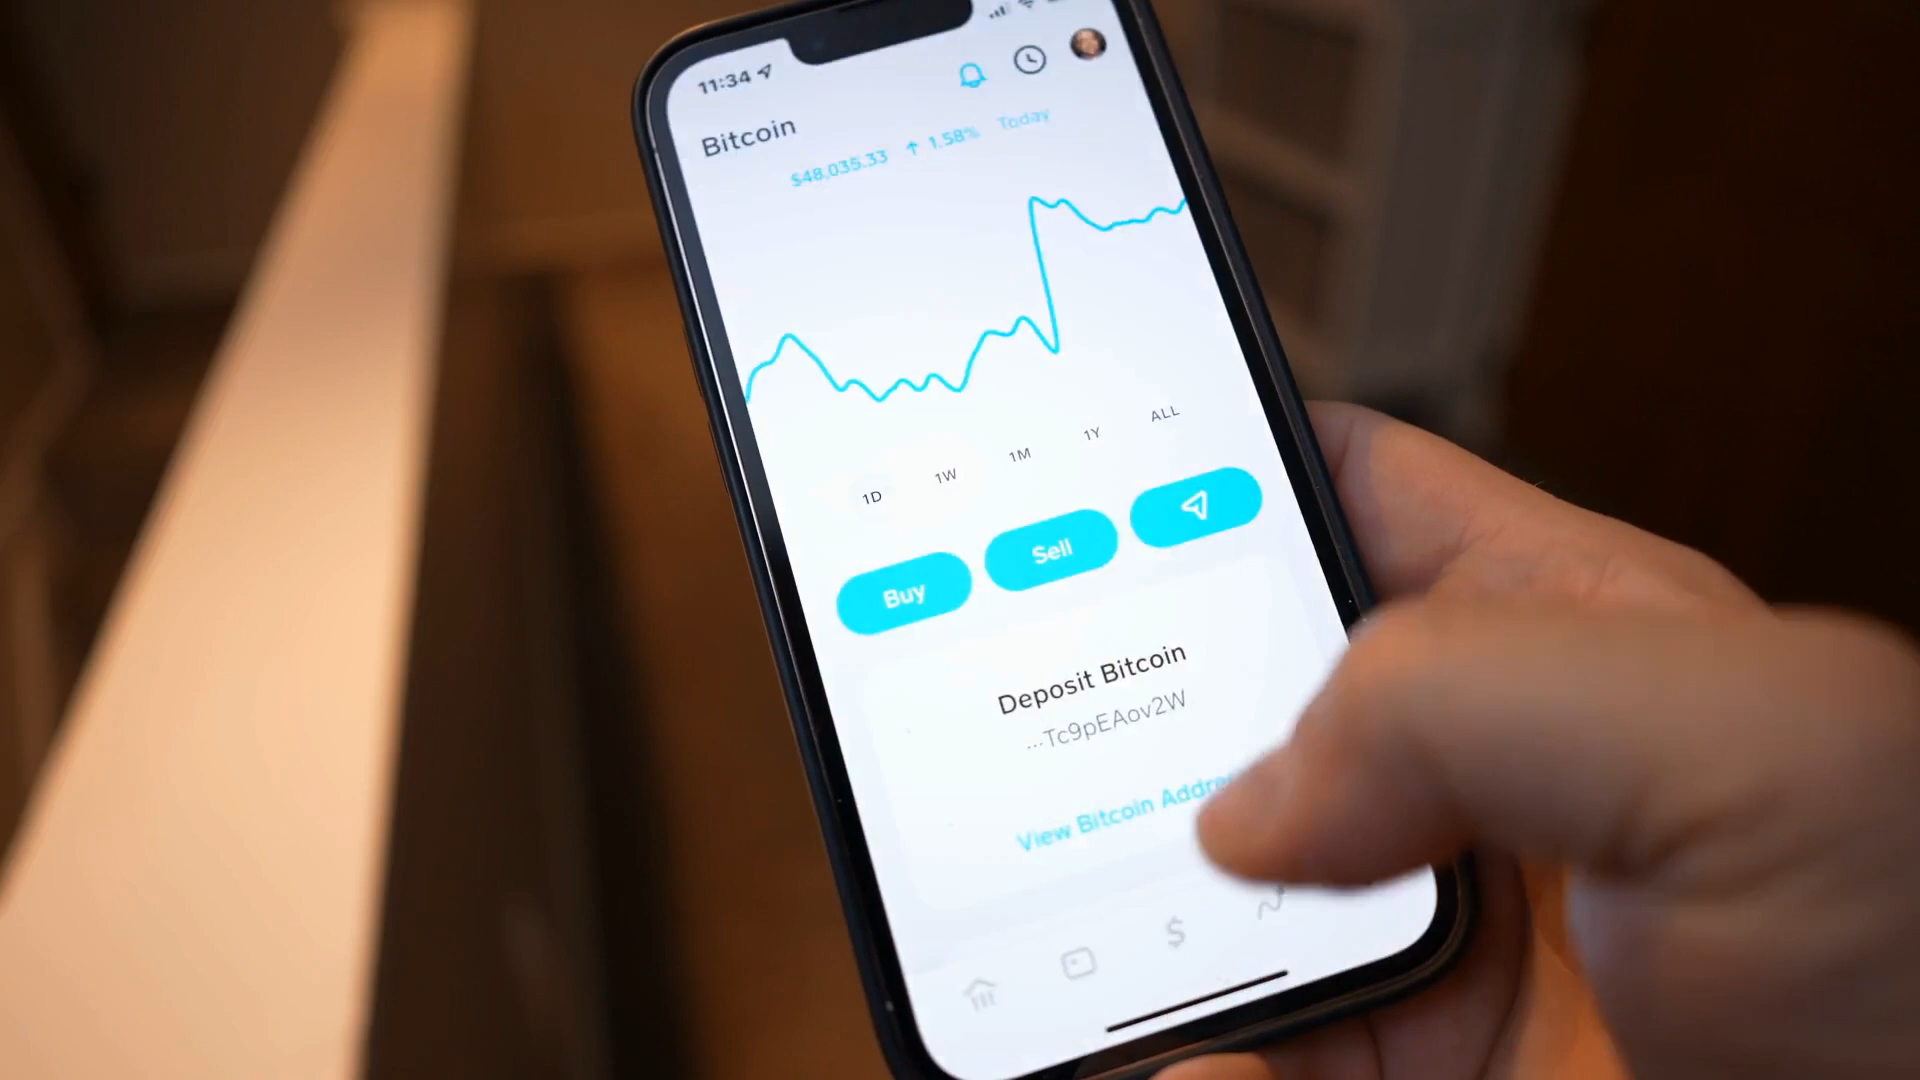 11:34
Bitcoin
$48,035.33 ↑ 1.58% Today
1D 1W 1M 1Y ALL
Buy Sell
Deposit Bitcoin
...Tc9pEAov2W
View Bitcoin Addre
$